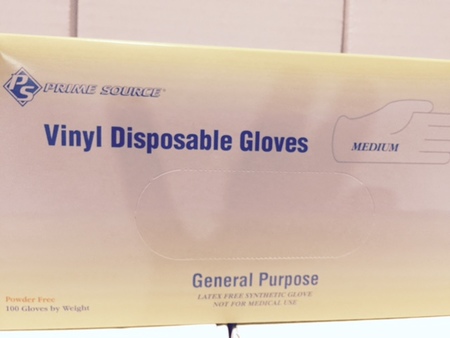 PS PRIME SOURCE™
Vinyl Disposable Gloves
MEDIUM
General Purpose
LATEX FREE SYNTHETIC GLOVE
NOT FOR MEDICAL USE
Powder Free
100 Gloves by Weight